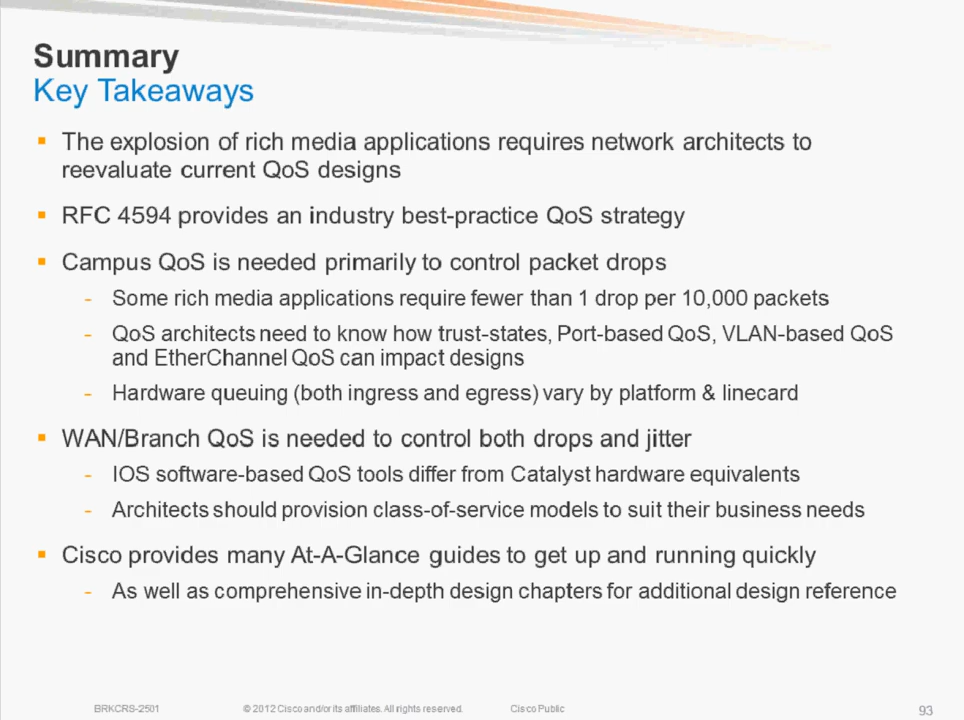 Summary
Key Takeaways
▪ The explosion of rich media applications requires network architects to
reevaluate current QoS designs
▪ RFC 4594 provides an industry best-practice QoS strategy
▪ Campus QoS is needed primarily to control packet drops
- Some rich media applications require fewer than 1 drop per 10,000 packets
- QoS architects need to know how trust-states, Port-based QoS, VLAN-based QoS
and EtherChannel QoS can impact designs
- Hardware queuing (both ingress and egress) vary by platform & linecard
▪ WAN/Branch QoS is needed to control both drops and jitter
- IOS software-based QoS tools differ from Catalyst hardware equivalents
- Architects should provision class-of-service models to suit their business needs
▪ Cisco provides many At-A-Glance guides to get up and running quickly
- As well as comprehensive in-depth design chapters for additional design reference
BRKCRS-2501 © 2012 Cisco and/or its affiliates. All rights reserved. Cisco Public 93